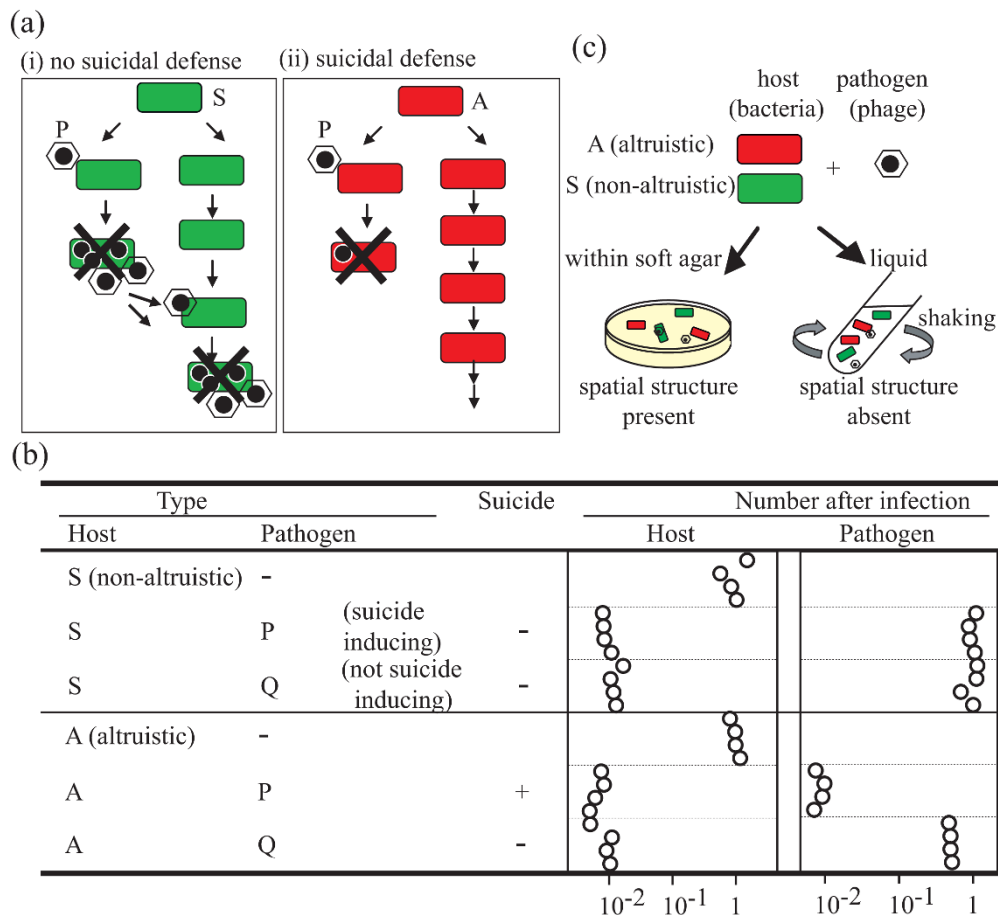 (a)
(i) no suicidal defense
S
P
(ii) suicidal defense
A
P
(c)
host
(bacteria)
pathogen
(phage)
A (altruistic)
S (non-altruistic)
+
within soft agar
liquid
shaking
spatial structure
present
spatial structure
absent
(b)
Type Suicide Number after infection
Host Pathogen Host Pathogen
S (non-altruistic) -
S P (suicide inducing) -
S Q (not suicide inducing) -
A (altruistic) -
A P +
A Q -
10⁻² 10⁻¹ 1 10⁻² 10⁻¹ 1